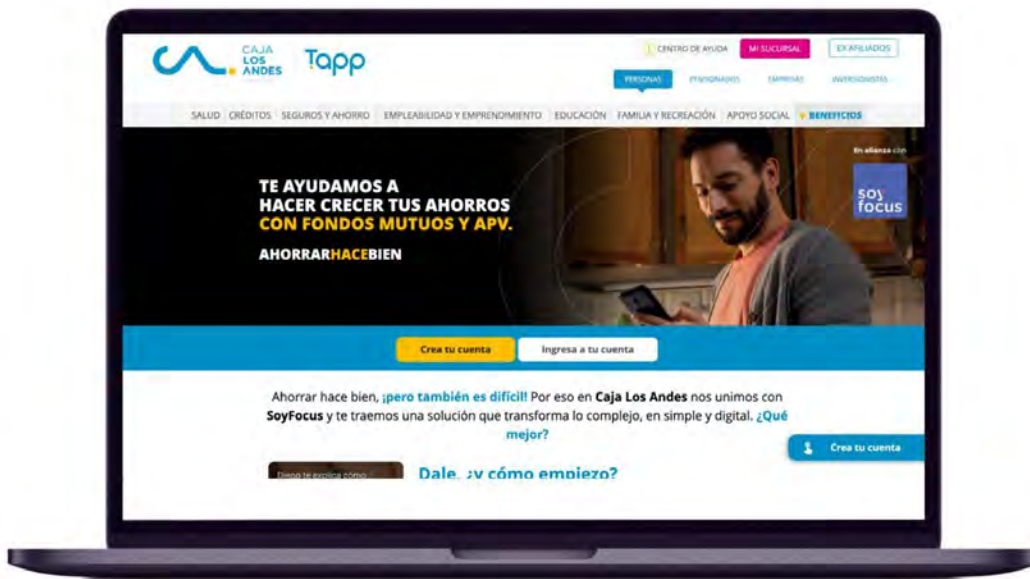 CAJA
LOS
ANDES
Tapp
CENTRO DE AYUDA
MI SUCURSAL
EX AFILIADOS
PERSONAS
PENSIONADOS
EMPRESAS
INVERSIONISTAS
SALUD
CRÉDITOS
SEGUROS Y AHORRO
EMPLEABILIDAD Y EMPRENDIMIENTO
EDUCACIÓN
FAMILIA Y RECREACIÓN
APOYO SOCIAL
BENEFICIOS
En alianza con
soy
focus
TE AYUDAMOS A
HACER CRECER TUS AHORROS
CON FONDOS MUTUOS Y APV.
AHORRARHACEBIEN
Crea tu cuenta
Ingresa a tu cuenta
Ahorrar hace bien, ¡pero también es difícil! Por eso en Caja Los Andes nos unimos con
SoyFocus y te traemos una solución que transforma lo complejo, en simple y digital. ¿Qué
mejor?
Crea tu cuenta
Diego te explica cómo
Dale, ¿y cómo empiezo?